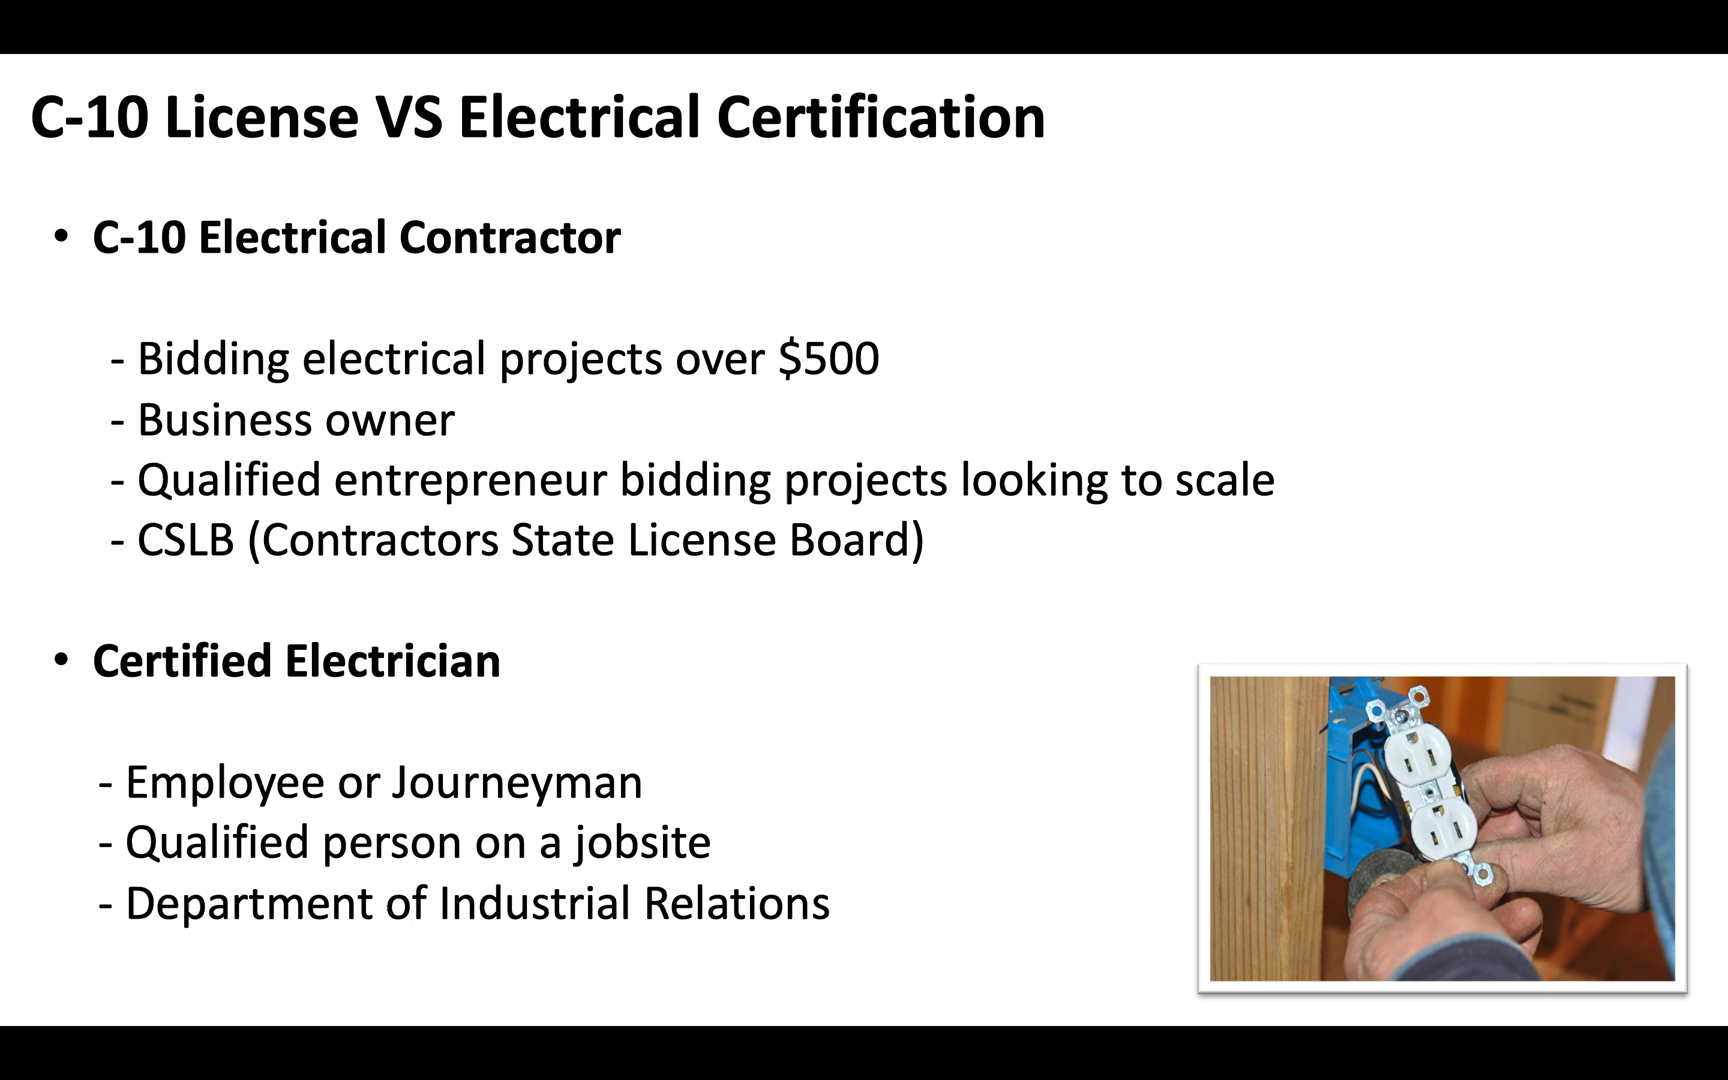 C-10 License VS Electrical Certification
• C-10 Electrical Contractor
- Bidding electrical projects over $500
- Business owner
- Qualified entrepreneur bidding projects looking to scale
- CSLB (Contractors State License Board)
• Certified Electrician
- Employee or Journeyman
- Qualified person on a jobsite
- Department of Industrial Relations